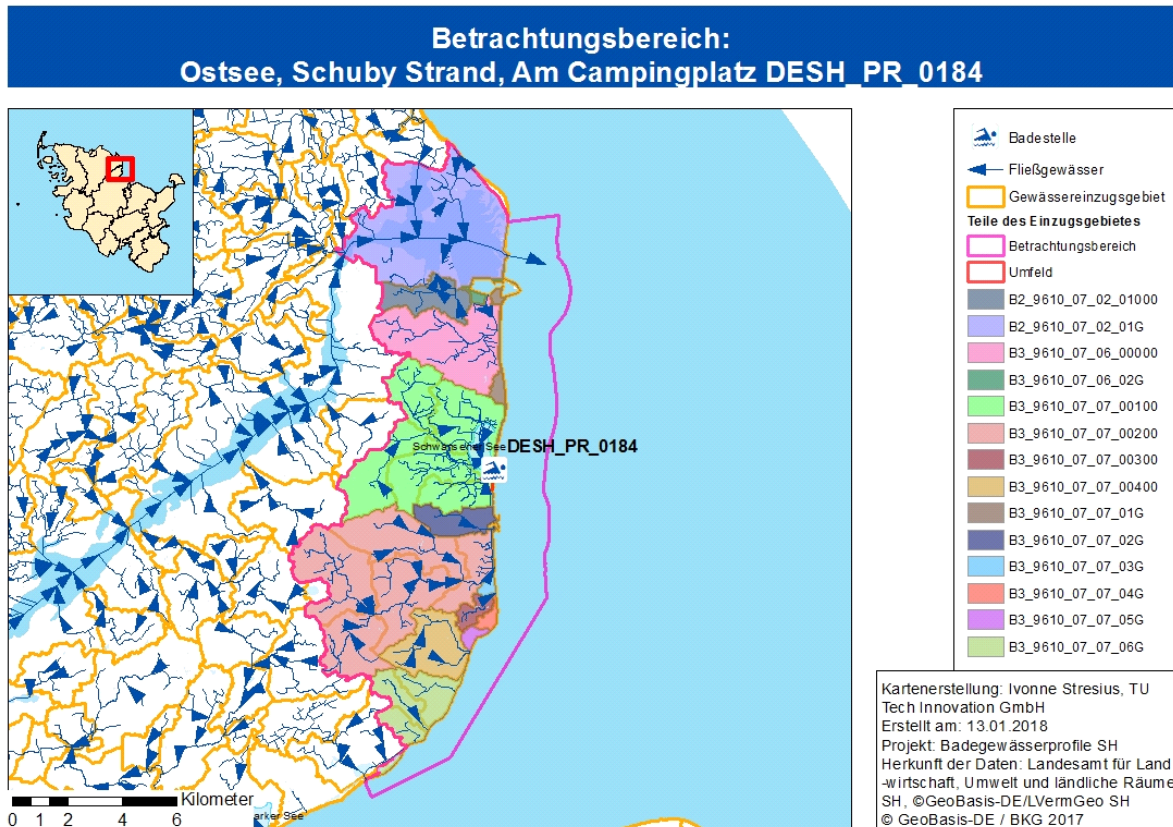 Betrachtungsbereich:
Ostsee, Schuby Strand, Am Campingplatz DESH_PR_0184
Badestelle
Fließgewässer
Gewässereinzugsgebiet
Teile des Einzugsgebietes
Betrachtungsbereich
Umfeld
B2_9610_07_02_01000
B2_9610_07_02_01G
B3_9610_07_06_00000
B3_9610_07_06_02G
B3_9610_07_07_00100
B3_9610_07_07_00200
B3_9610_07_07_00300
B3_9610_07_07_00400
B3_9610_07_07_01G
B3_9610_07_07_02G
B3_9610_07_07_03G
B3_9610_07_07_04G
B3_9610_07_07_05G
B3_9610_07_07_06G
DESH_PR_0184
Kartenerstellung: Ivonne Stresius, TU
Tech Innovation GmbH
Erstellt am: 13.01.2018
Projekt: Badegewässerprofile SH
Herkunft der Daten: Landesamt für Land
-wirtschaft, Umwelt und ländliche Räume
SH, ©GeoBasis-DE/LVermGeo SH
© GeoBasis-DE / BKG 2017
Kilometer
0 1 2 4 6
arker See